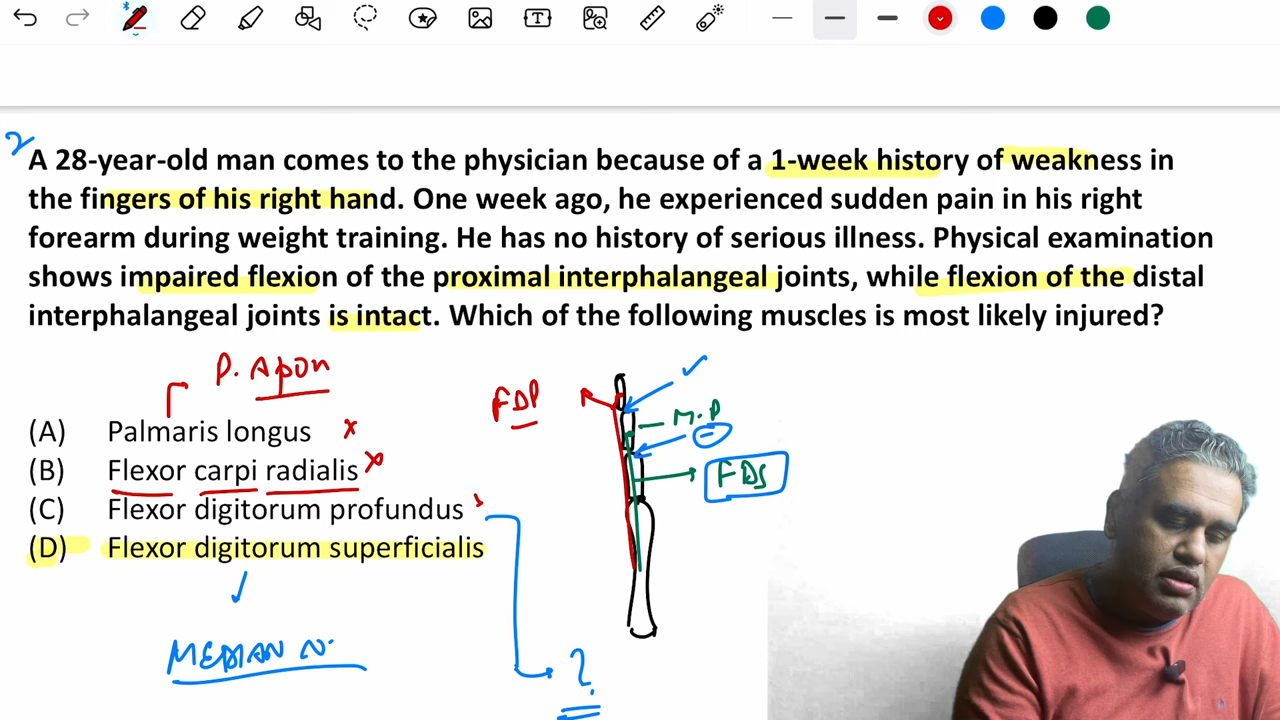 2
A 28-year-old man comes to the physician because of a 1-week history of weakness in
the fingers of his right hand. One week ago, he experienced sudden pain in his right
forearm during weight training. He has no history of serious illness. Physical examination
shows impaired flexion of the proximal interphalangeal joints, while flexion of the distal
interphalangeal joints is intact. Which of the following muscles is most likely injured?
P. Apon
FDP
M.P
FDS
(A) Palmaris longus x
(B) Flexor carpi radialis x
(C) Flexor digitorum profundus
(D) Flexor digitorum superficialis
MEDIAN N.
?